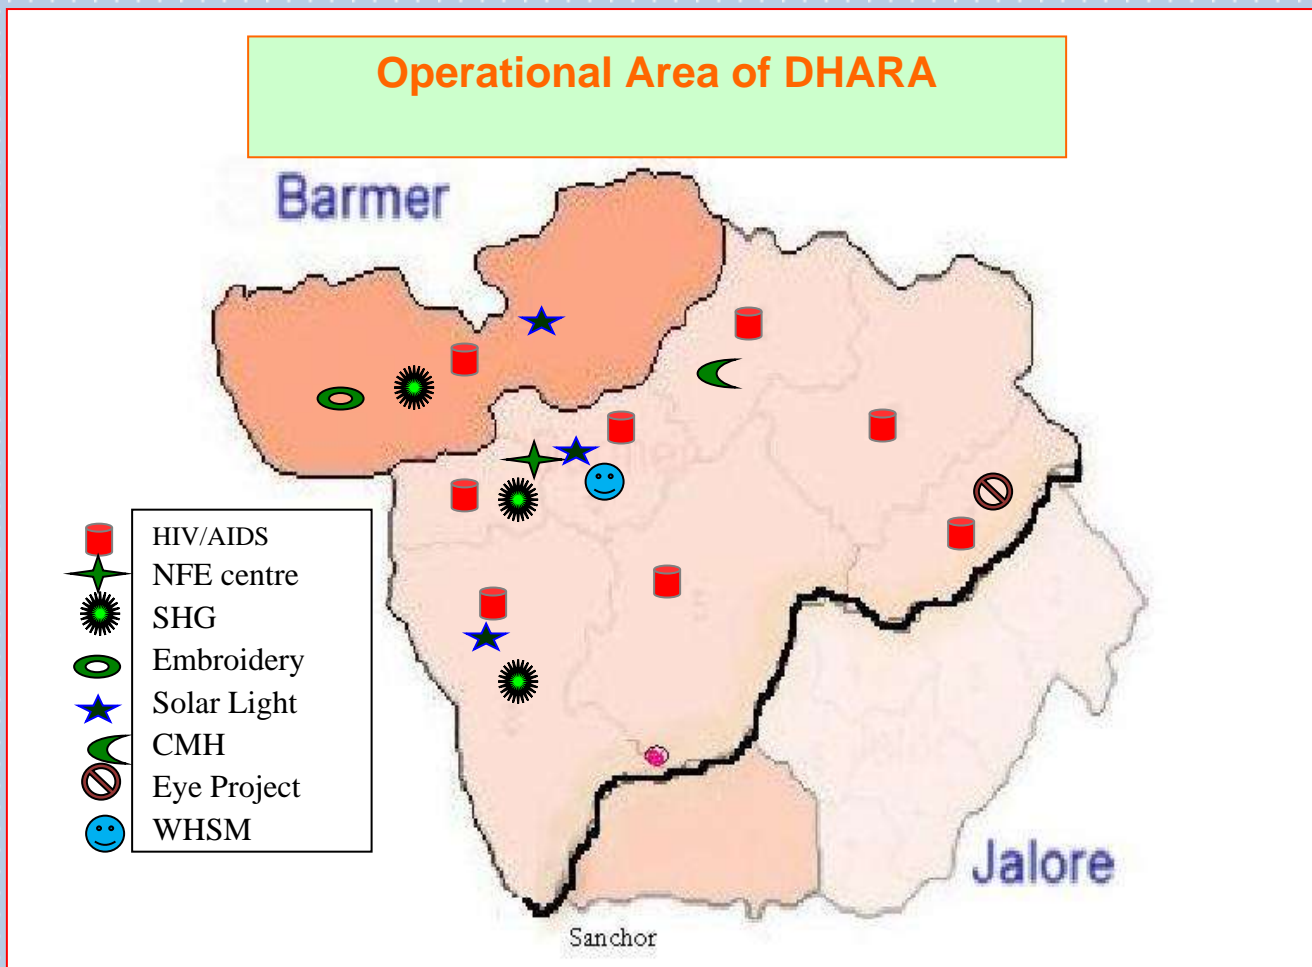 Operational Area of DHARA
Barmer
HIV/AIDS
NFE centre
SHG
Embroidery
Solar Light
CMH
Eye Project
WHSM
Jalore
Sanchor